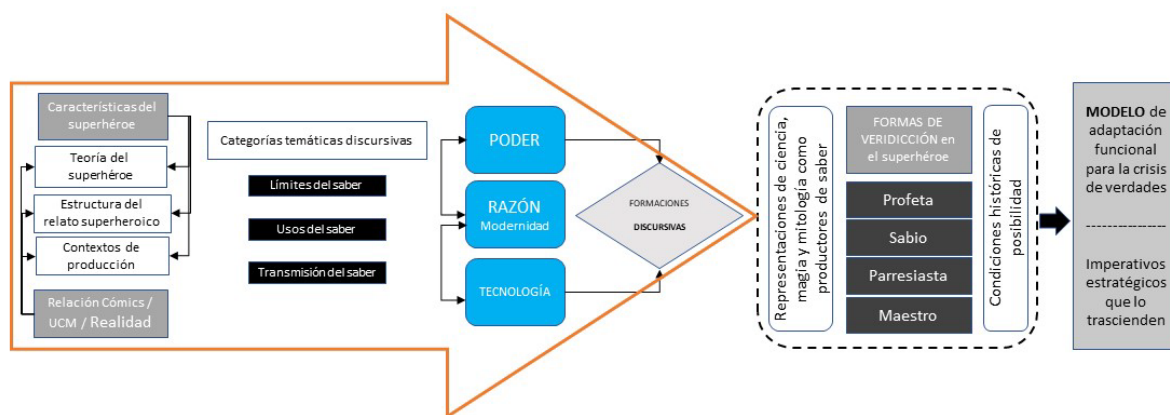 Características del
superhéroe
Teoría del
superhéroe
Estructura del
relato superheroico
Contextos de
producción
Relación Cómics /
UCM / Realidad
Categorías temáticas discursivas
Límites del saber
Usos del saber
Transmisión del saber
PODER
RAZÓN
Modernidad
TECNOLOGÍA
FORMACIONES
DISCURSIVAS
Representaciones de ciencia,
magia y mitología como
productores de saber
FORMAS DE
VERIDICCIÓN en
el superhéroe
Profeta
Sabio
Parresiasta
Maestro
Condiciones históricas de
posibilidad
MODELO de
adaptación
funcional
para la crisis
de verdades
----------------
Imperativos
estratégicos
que lo
trascienden